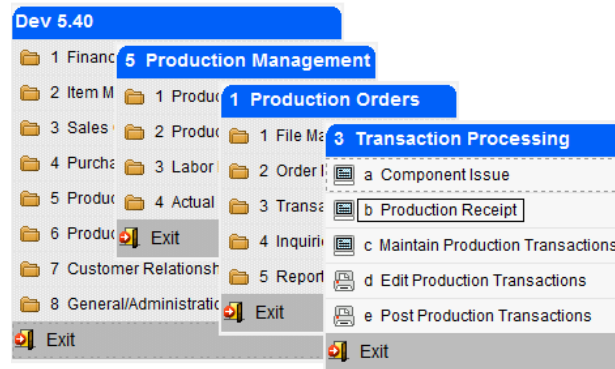 Dev 5.40
1 Financ
2 Item M
3 Sales
4 Purcha
5 Produc
6 Produc
7 Customer Relationsh
8 General/Administratic
Exit
5 Production Management
1 Produc
2 Produc
3 Labor
4 Actual
Exit
1 Production Orders
1 File Ma
2 Order I
3 Transa
4 Inquiri
5 Report
Exit
3 Transaction Processing
a Component Issue
b Production Receipt
c Maintain Production Transactions
d Edit Production Transactions
e Post Production Transactions
Exit